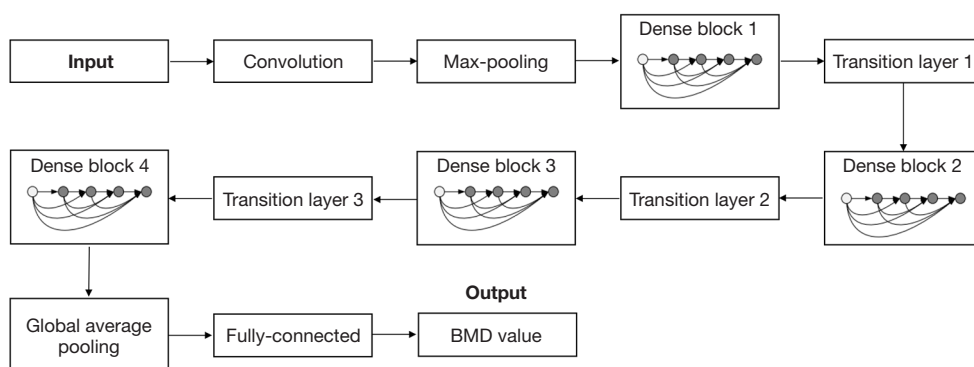 Input
Convolution
Max-pooling
Dense block 1
Transition layer 1
Dense block 2
Transition layer 2
Dense block 3
Transition layer 3
Dense block 4
Global average
pooling
Fully-connected
Output
BMD value